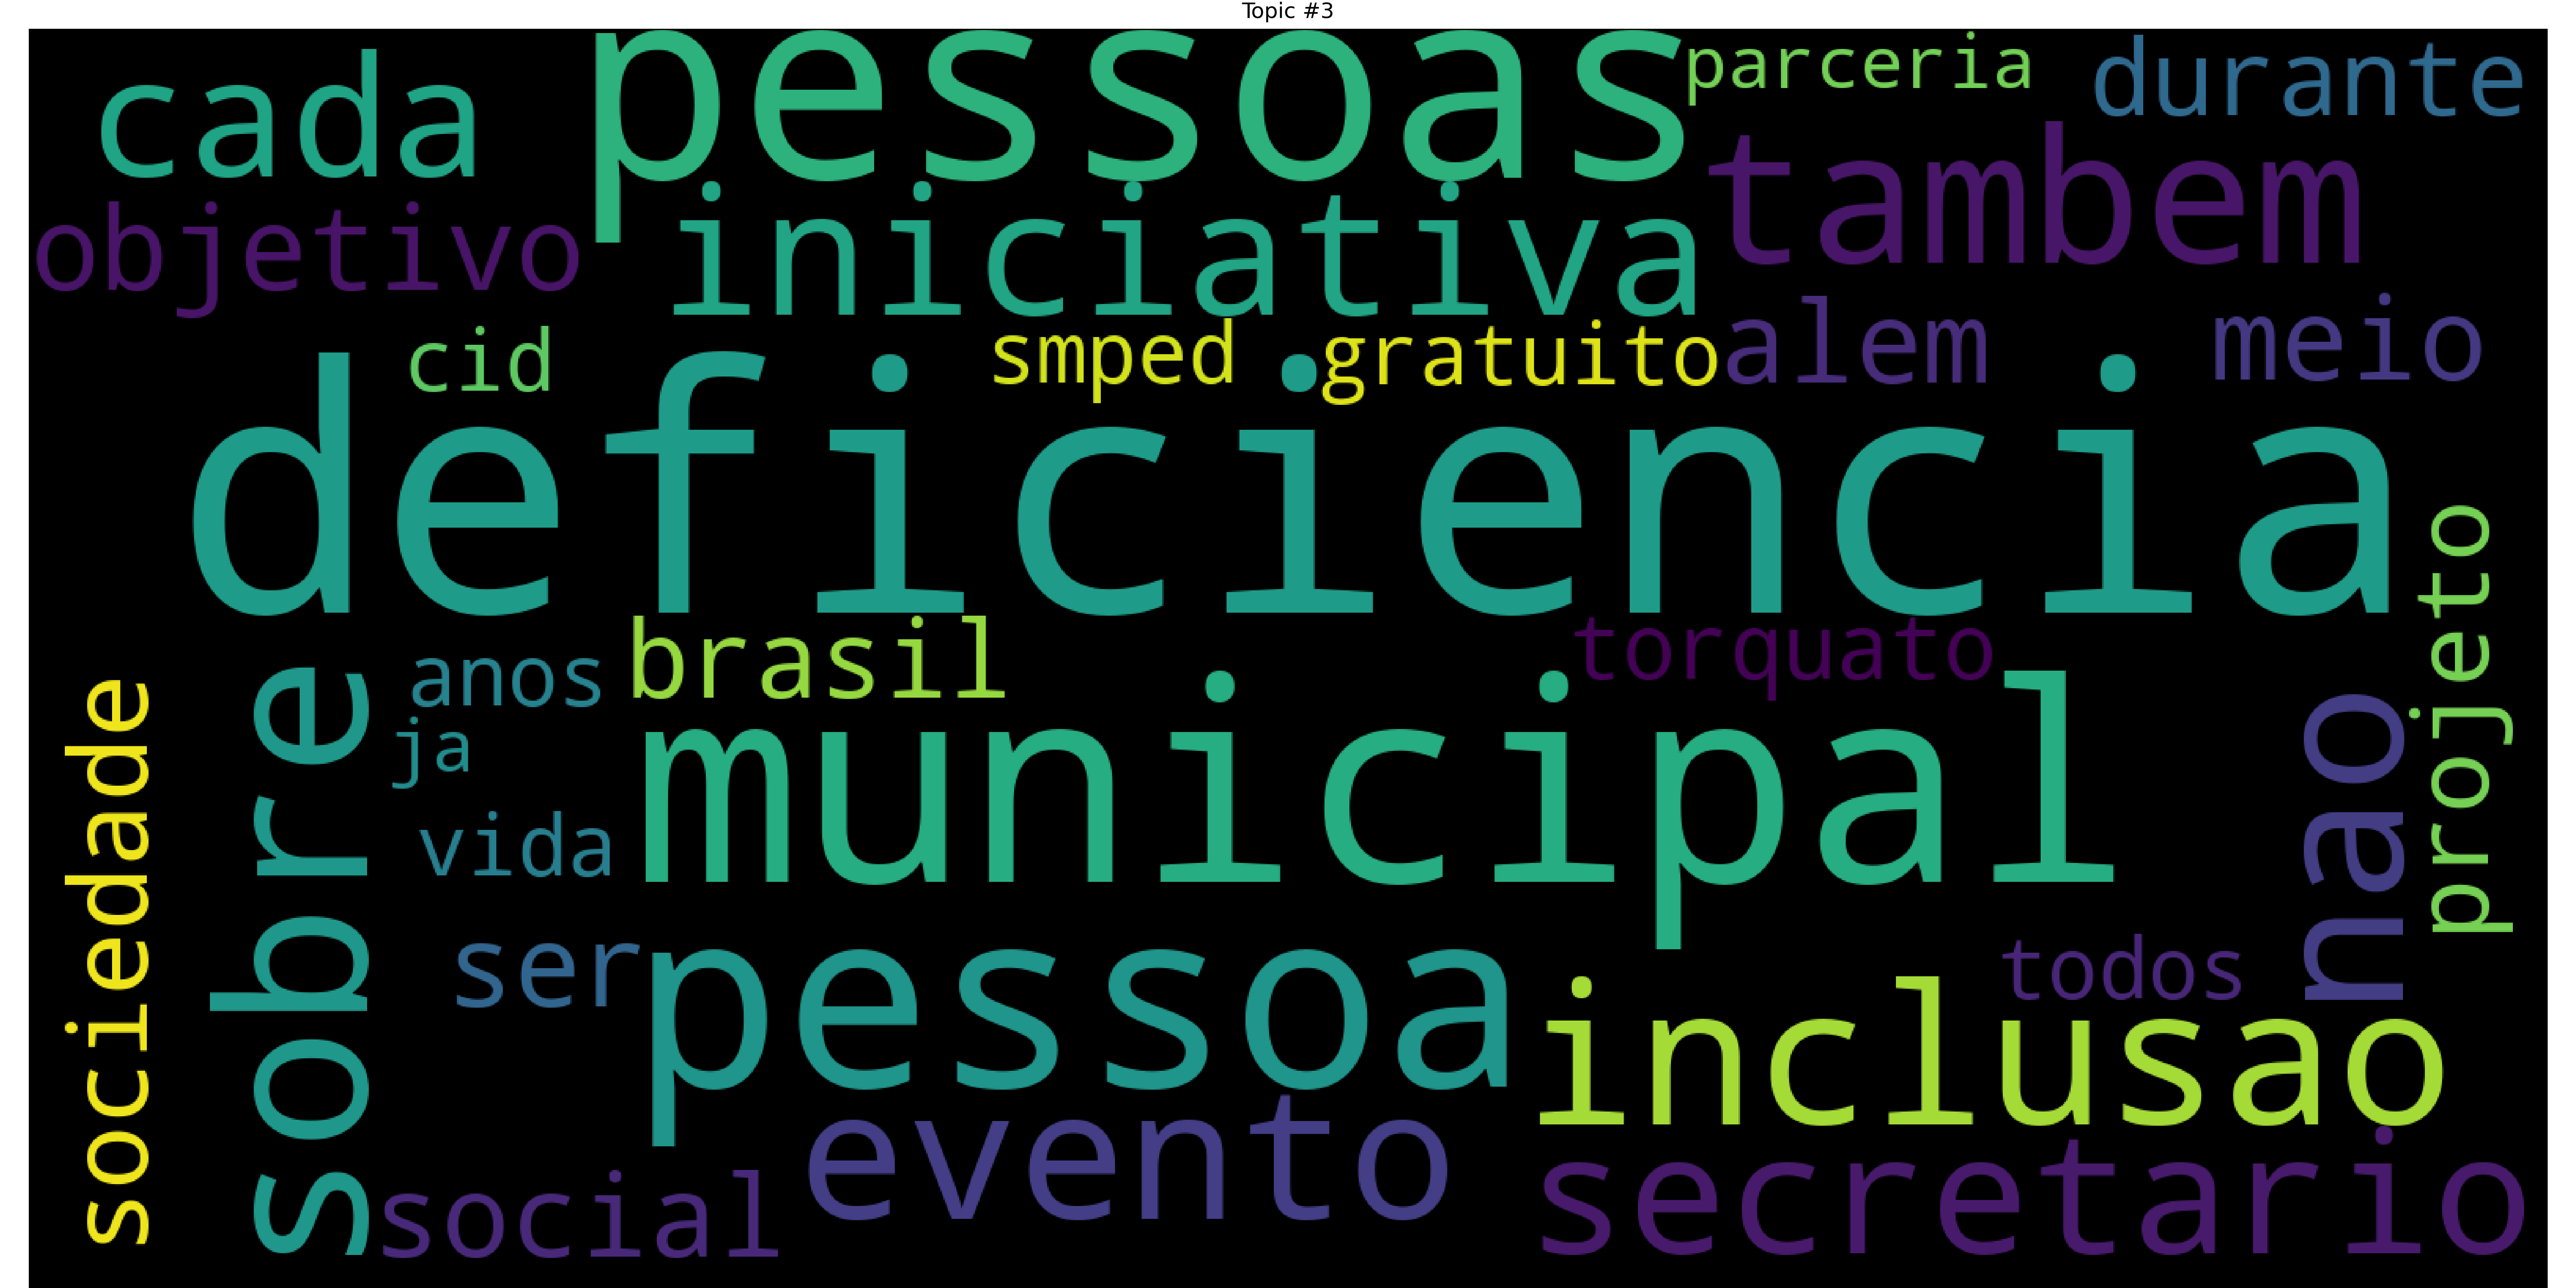 Topic #3
cada
pessoas
parceria
durante
objetivo
iniciativa
tambem
cid
smped
gratuito
alem
meio
deficiencia
projeto
sociedade
sobre
anos
brasil
torquato
ja
municipal
nao
vida
ser
pessoa
todos
inclusao
social
evento
secretario